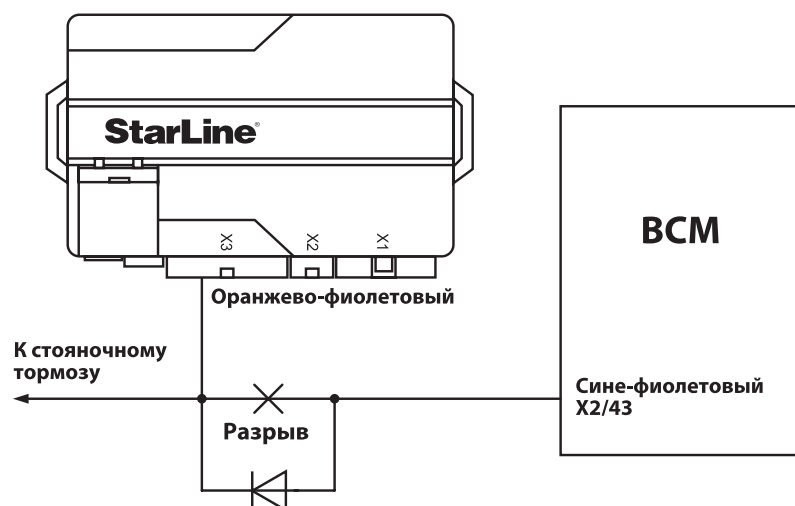 StarLine®
BCM
X3
X2
X1
Оранжево-фиолетовый
К стояночному
тормозу
Сине-фиолетовый
X2/43
Разрыв